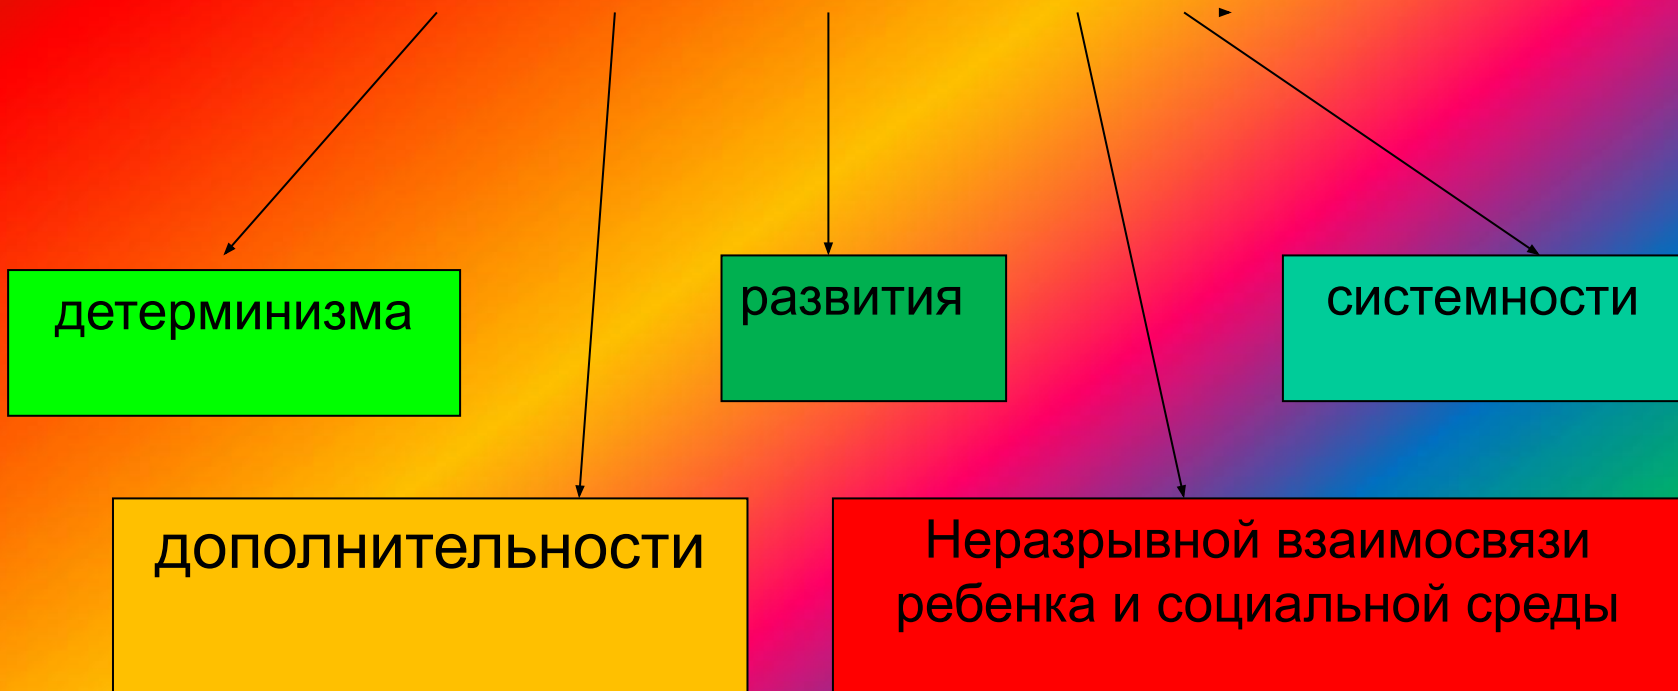 детерминизма
развития
системности
дополнительности
Неразрывной взаимосвязи
ребенка и социальной среды